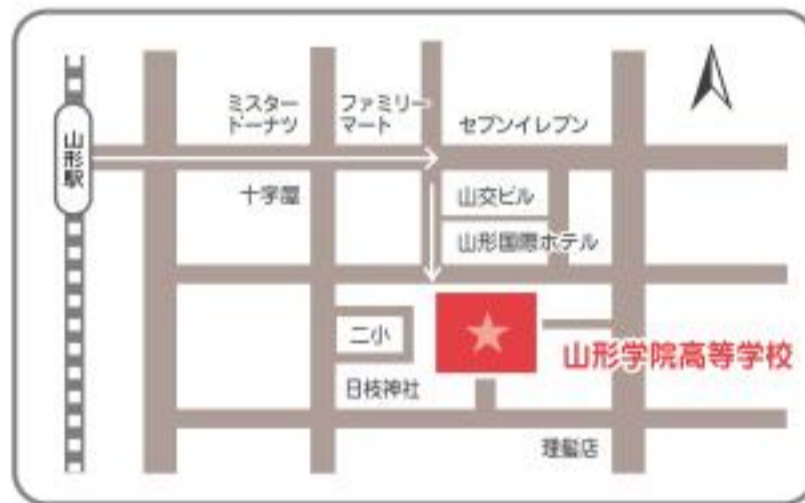 ミスター
ドーナツ
ファミリー
マート
セブンイレブン
山形駅
十字屋
山交ビル
山形国際ホテル
二小
山形学院高等学校
日枝神社
理髪店